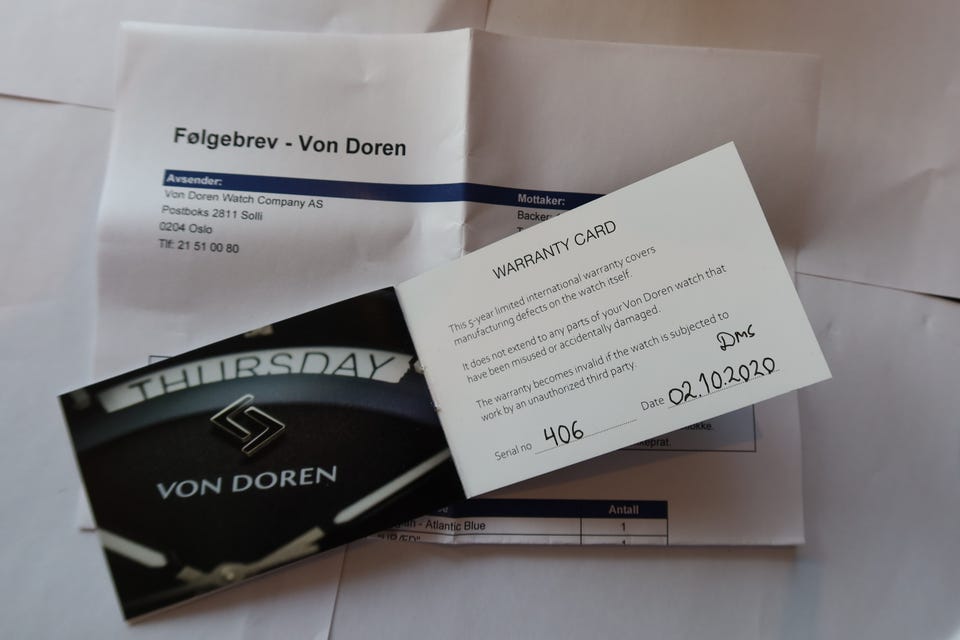 Følgebrev - Von Doren
Avsender:
Von Doren Watch Company AS
Postboks 2811 Solli
0204 Oslo
Tlf: 21 51 00 80
Mottaker:
Backer
WARRANTY CARD
This 5-year limited international warranty covers
manufacturing defects on the watch itself.
It does not extend to any parts of your Von Doren watch that
have been misused or accidentally damaged.
The warranty becomes invalid if the watch is subjected to
work by an unauthorized third party.
DMS
Serial no 406
Date 02.10.2020
THURSDAY
VON DOREN
Antall
- Atlantic Blue
1